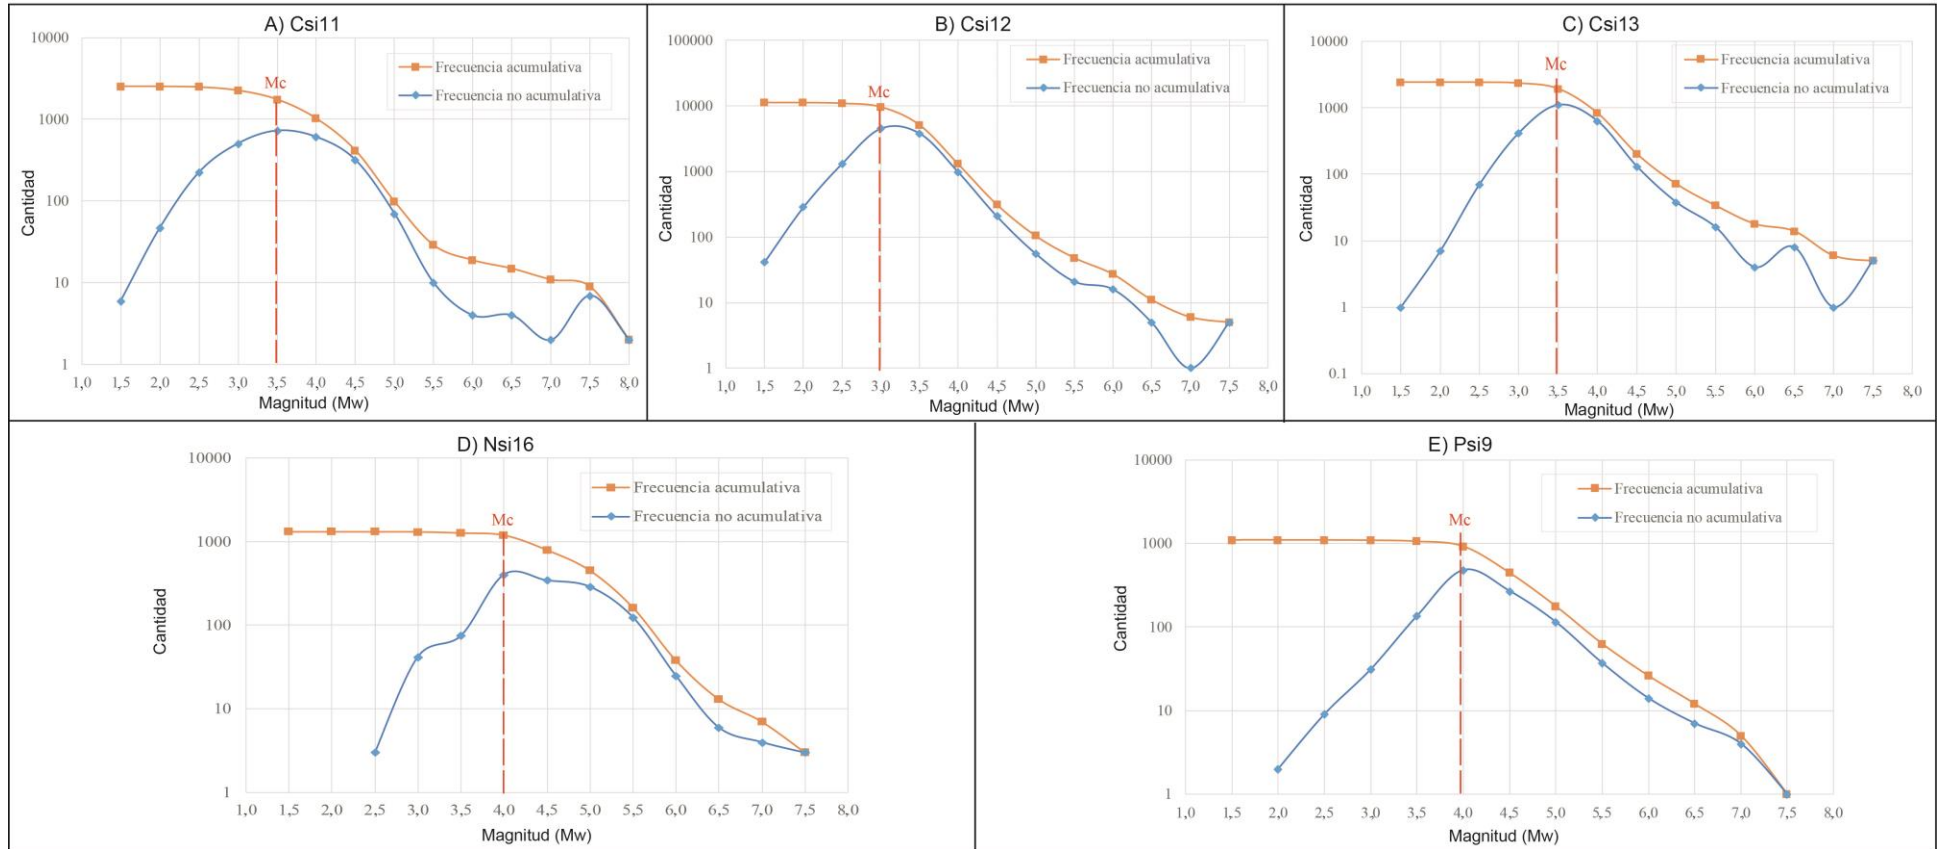 A) Csi11
10000
1000
100
10
1
Cantidad
Mc
Frecuencia acumulativa
Frecuencia no acumulativa
1,0 1,5 2,0 2,5 3,0 3,5 4,0 4,5 5,0 5,5 6,0 6,5 7,0 7,5 8,0
Magnitud (Mw)
B) Csi12
100000
10000
1000
100
10
1
Cantidad
Mc
Frecuencia acumulativa
Frecuencia no acumulativa
1,0 1,5 2,0 2,5 3,0 3,5 4,0 4,5 5,0 5,5 6,0 6,5 7,0 7,5 8,0
Magnitud (Mw)
C) Csi13
10000
1000
100
10
1
0.1
Cantidad
Mc
Frecuencia acumulativa
Frecuencia no acumulativa
1,0 1,5 2,0 2,5 3,0 3,5 4,0 4,5 5,0 5,5 6,0 6,5 7,0 7,5 8,0
Magnitud (Mw)
D) Nsi16
10000
1000
100
10
1
Cantidad
Mc
Frecuencia acumulativa
Frecuencia no acumulativa
1,0 1,5 2,0 2,5 3,0 3,5 4,0 4,5 5,0 5,5 6,0 6,5 7,0 7,5 8,0
Magnitud (Mw)
E) Psi9
10000
1000
100
10
1
Cantidad
Mc
Frecuencia acumulativa
Frecuencia no acumulativa
1,0 1,5 2,0 2,5 3,0 3,5 4,0 4,5 5,0 5,5 6,0 6,5 7,0 7,5 8,0
Magnitud (Mw)